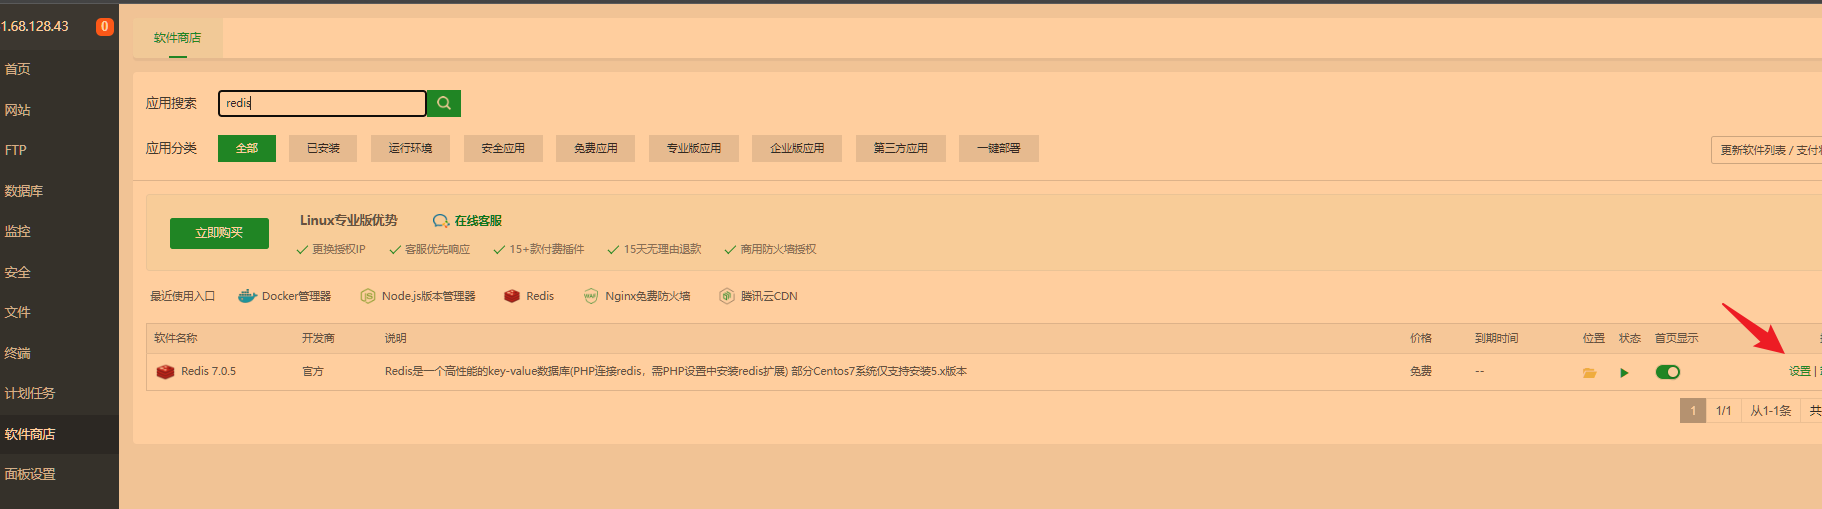 1.68.128.43 0
首页
网站
FTP
数据库
监控
安全
文件
终端
计划任务
软件商店
面板设置
软件商店
应用搜索 redis
应用分类 全部 已安装 运行环境 安全应用 免费应用 专业版应用 企业版应用 第三方应用 一键部署
更新软件列表 / 支付
立即购买
Linux专业版优势 在线客服
更换授权IP 客服优先响应 15+款付费插件 15天无理由退款 商用防火墙授权
最近使用入口 Docker管理器 Node.js版本管理器 Redis Nginx免费防火墙 腾讯云CDN
软件名称 开发商 说明 价格 到期时间 位置 状态 首页显示
Redis 7.0.5 官方 Redis是一个高性能的key-value数据库(PHP连接redis，需PHP设置中安装redis扩展) 部分Centos7系统仅支持安装5.x版本 免费 -- 设置 |
1 1/1 从1-1条 共